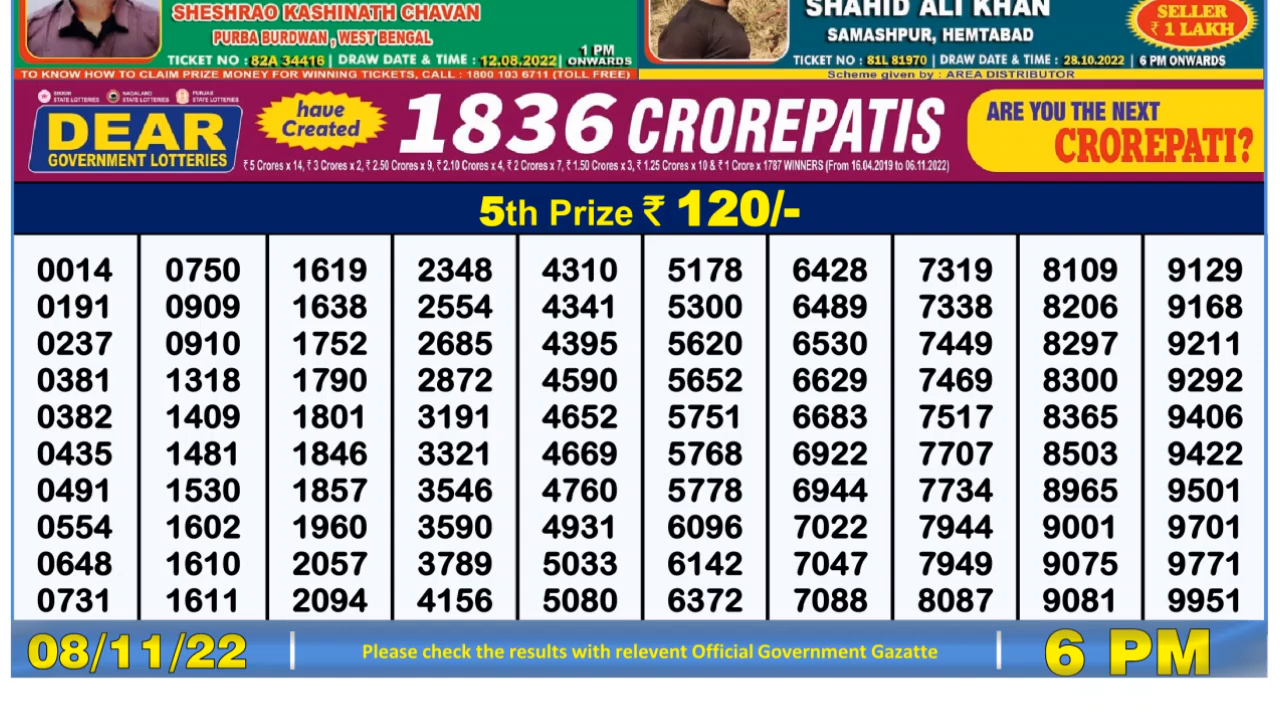 SHESHRAO KASHINATH CHAVAN
PURBA BURDWAN , WEST BENGAL
TICKET NO : 82A 34416 | DRAW DATE & TIME : 12.08.2022 | 1 PM ONWARDS
TO KNOW HOW TO CLAIM PRIZE MONEY FOR WINNING TICKETS, CALL : 1800 103 6711 (TOLL FREE)
SHAHID ALI KHAN
SAMASHPUR, HEMTABAD
TICKET NO : 81L 81970 | DRAW DATE & TIME : 28.10.2022 | 6 PM ONWARDS
Scheme given by : AREA DISTRIBUTOR
SELLER
₹ 1 LAKH
STATE LOTTERIES
NAGALAND STATE LOTTERIES
PUNJAB STATE LOTTERIES
DEAR
GOVERNMENT LOTTERIES
have
Created
1836 CROREPATIS
₹ 5 Crores x 14, ₹ 3 Crores x 2, ₹ 2.50 Crores x 9, ₹ 2.10 Crores x 4, ₹ 2 Crores x 7, ₹ 1.50 Crores x 3, ₹ 1.25 Crores x 10 & ₹ 1 Crore x 1787 WINNERS (From 16.04.2019 to 06.11.2022)
ARE YOU THE NEXT
CROREPATI?
5th Prize ₹ 120/-
0014 0750 1619 2348 4310 5178 6428 7319 8109 9129
0191 0909 1638 2554 4341 5300 6489 7338 8206 9168
0237 0910 1752 2685 4395 5620 6530 7449 8297 9211
0381 1318 1790 2872 4590 5652 6629 7469 8300 9292
0382 1409 1801 3191 4652 5751 6683 7517 8365 9406
0435 1481 1846 3321 4669 5768 6922 7707 8503 9422
0491 1530 1857 3546 4760 5778 6944 7734 8965 9501
0554 1602 1960 3590 4931 6096 7022 7944 9001 9701
0648 1610 2057 3789 5033 6142 7047 7949 9075 9771
0731 1611 2094 4156 5080 6372 7088 8087 9081 9951
08/11/22 | Please check the results with relevent Official Government Gazatte | 6 PM